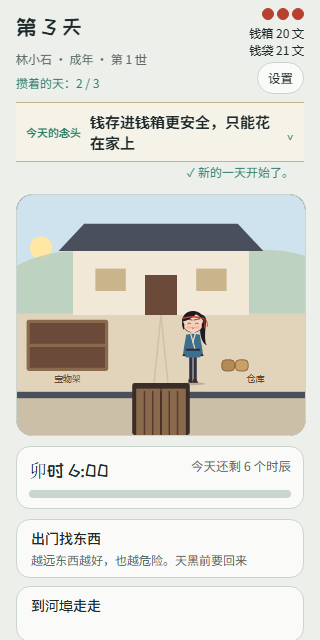 第3天
钱箱 20 文
钱袋 21 文
林小石 · 成年 · 第 1 世
攒着的天：2 / 3
设置
今天的念头
钱存进钱箱更安全，只能花
在家上
✓ 新的一天开始了。
宝物架
仓库
卯时 6:00
今天还剩 6 个时辰
出门找东西
越远东西越好，也越危险。天黑前要回来
到河埠走走